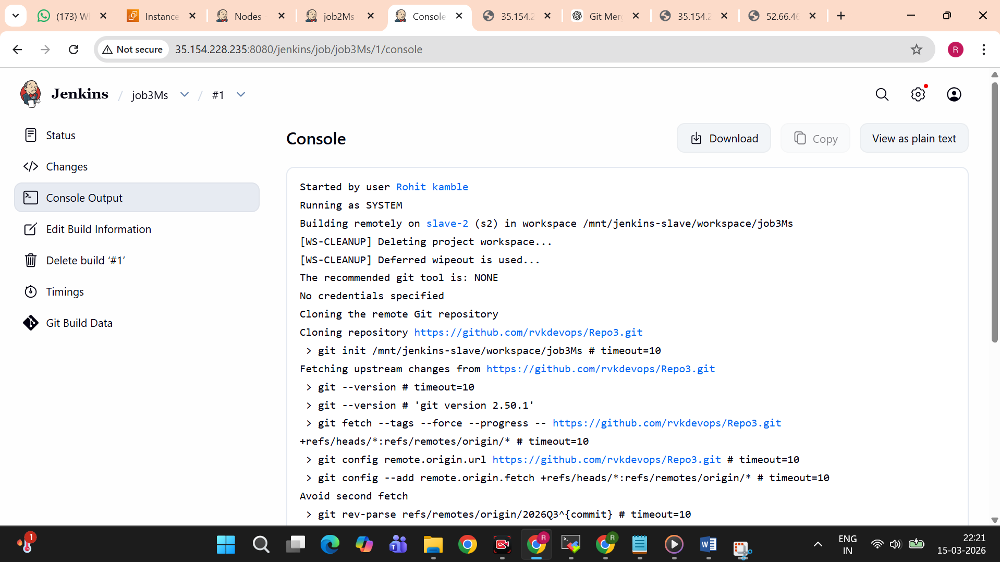 (173) W
Instance
Nodes -
job2Ms
Console
35.154.2
Git Mer
35.154.2
52.66.46
Not secure
35.154.228.235:8080/jenkins/job/job3Ms/1/console
R
Jenkins / job3Ms / #1
Status
Changes
Console Output
Edit Build Information
Delete build ‘#1’
Timings
Git Build Data
Console
Download
Copy
View as plain text
Started by user Rohit kamble
Running as SYSTEM
Building remotely on slave-2 (s2) in workspace /mnt/jenkins-slave/workspace/job3Ms
[WS-CLEANUP] Deleting project workspace...
[WS-CLEANUP] Deferred wipeout is used...
The recommended git tool is: NONE
No credentials specified
Cloning the remote Git repository
Cloning repository https://github.com/rvkdevops/Repo3.git
> git init /mnt/jenkins-slave/workspace/job3Ms # timeout=10
Fetching upstream changes from https://github.com/rvkdevops/Repo3.git
> git --version # timeout=10
> git --version # 'git version 2.50.1'
> git fetch --tags --force --progress -- https://github.com/rvkdevops/Repo3.git
+refs/heads/*:refs/remotes/origin/* # timeout=10
> git config remote.origin.url https://github.com/rvkdevops/Repo3.git # timeout=10
> git config --add remote.origin.fetch +refs/heads/*:refs/remotes/origin/* # timeout=10
Avoid second fetch
> git rev-parse refs/remotes/origin/2026Q3^{commit} # timeout=10
1
R
R
ENG
IN
22:21
15-03-2026